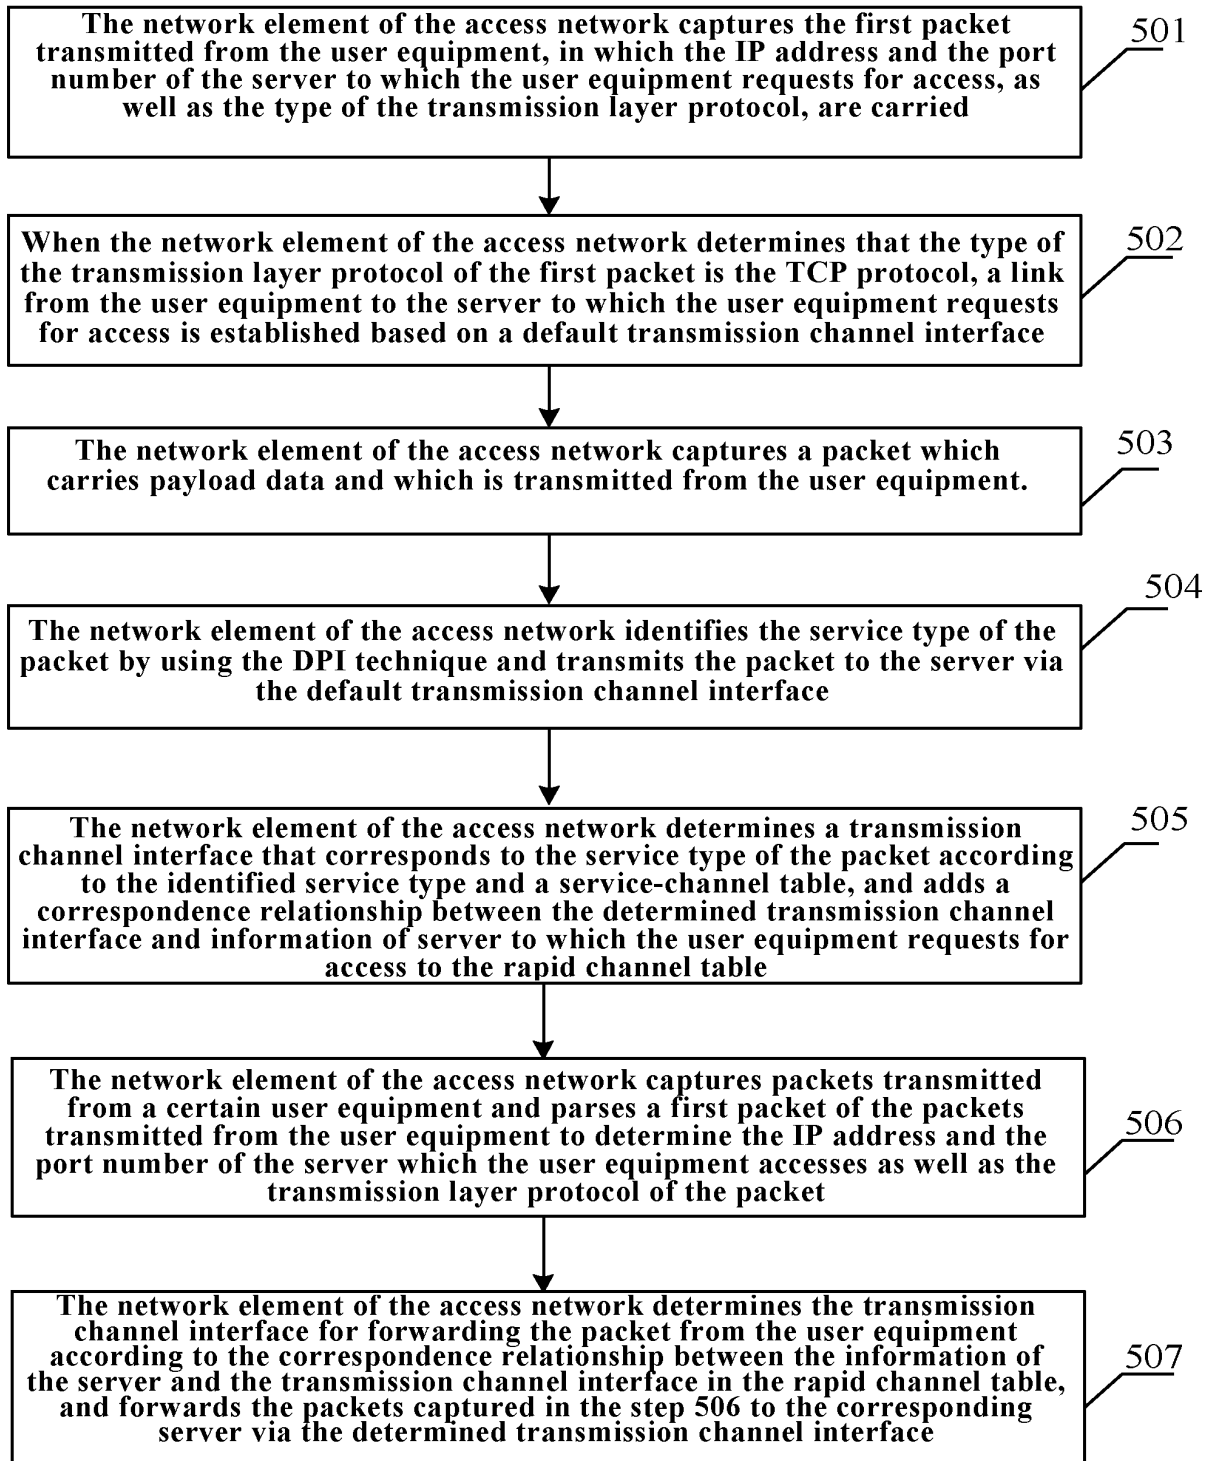 The network element of the access network captures the first packet
transmitted from the user equipment, in which the IP address and the port
number of the server to which the user equipment requests for access, as
well as the type of the transmission layer protocol, are carried
501
When the network element of the access network determines that the type of
the transmission layer protocol of the first packet is the TCP protocol, a link
from the user equipment to the server to which the user equipment requests
for access is established based on a default transmission channel interface
502
The network element of the access network captures a packet which
carries payload data and which is transmitted from the user equipment.
503
The network element of the access network identifies the service type of the
packet by using the DPI technique and transmits the packet to the server via
the default transmission channel interface
504
The network element of the access network determines a transmission
channel interface that corresponds to the service type of the packet according
to the identified service type and a service-channel table, and adds a
correspondence relationship between the determined transmission channel
interface and information of server to which the user equipment requests for
access to the rapid channel table
505
The network element of the access network captures packets transmitted
from a certain user equipment and parses a first packet of the packets
transmitted from the user equipment to determine the IP address and the
port number of the server which the user equipment accesses as well as the
transmission layer protocol of the packet
506
The network element of the access network determines the transmission
channel interface for forwarding the packet from the user equipment
according to the correspondence relationship between the information of
the server and the transmission channel interface in the rapid channel table,
and forwards the packets captured in the step 506 to the corresponding
server via the determined transmission channel interface
507